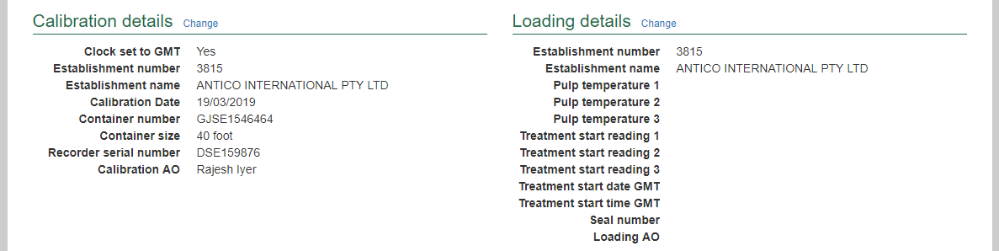 Calibration details Change
Clock set to GMT Yes
Establishment number 3815
Establishment name ANTICO INTERNATIONAL PTY LTD
Calibration Date 19/03/2019
Container number GJSE1546464
Container size 40 foot
Recorder serial number DSE159876
Calibration AO Rajesh Iyer
Loading details Change
Establishment number 3815
Establishment name ANTICO INTERNATIONAL PTY LTD
Pulp temperature 1
Pulp temperature 2
Pulp temperature 3
Treatment start reading 1
Treatment start reading 2
Treatment start reading 3
Treatment start date GMT
Treatment start time GMT
Seal number
Loading AO